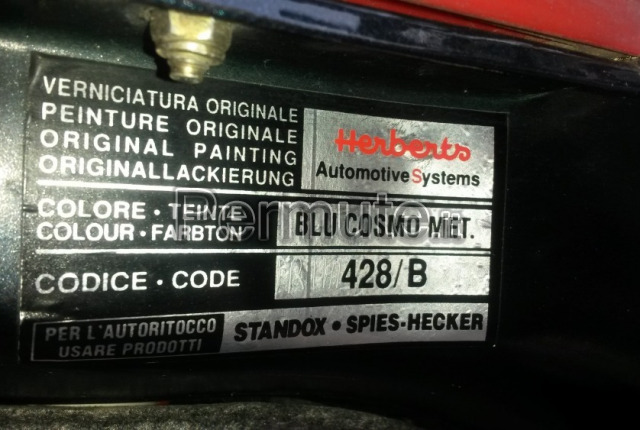 VERNICIATURA ORIGINALE
PEINTURE ORIGINALE
ORIGINAL PAINTING
ORIGINALLACKIERUNG
Herberts
Automotive Systems
COLORE • TEINTE
COLOUR • FARBTON
BLU COSMO MET.
CODICE • CODE
428/B
PER L'AUTORITOCCO
USARE PRODOTTI
STANDOX • SPIES-HECKER